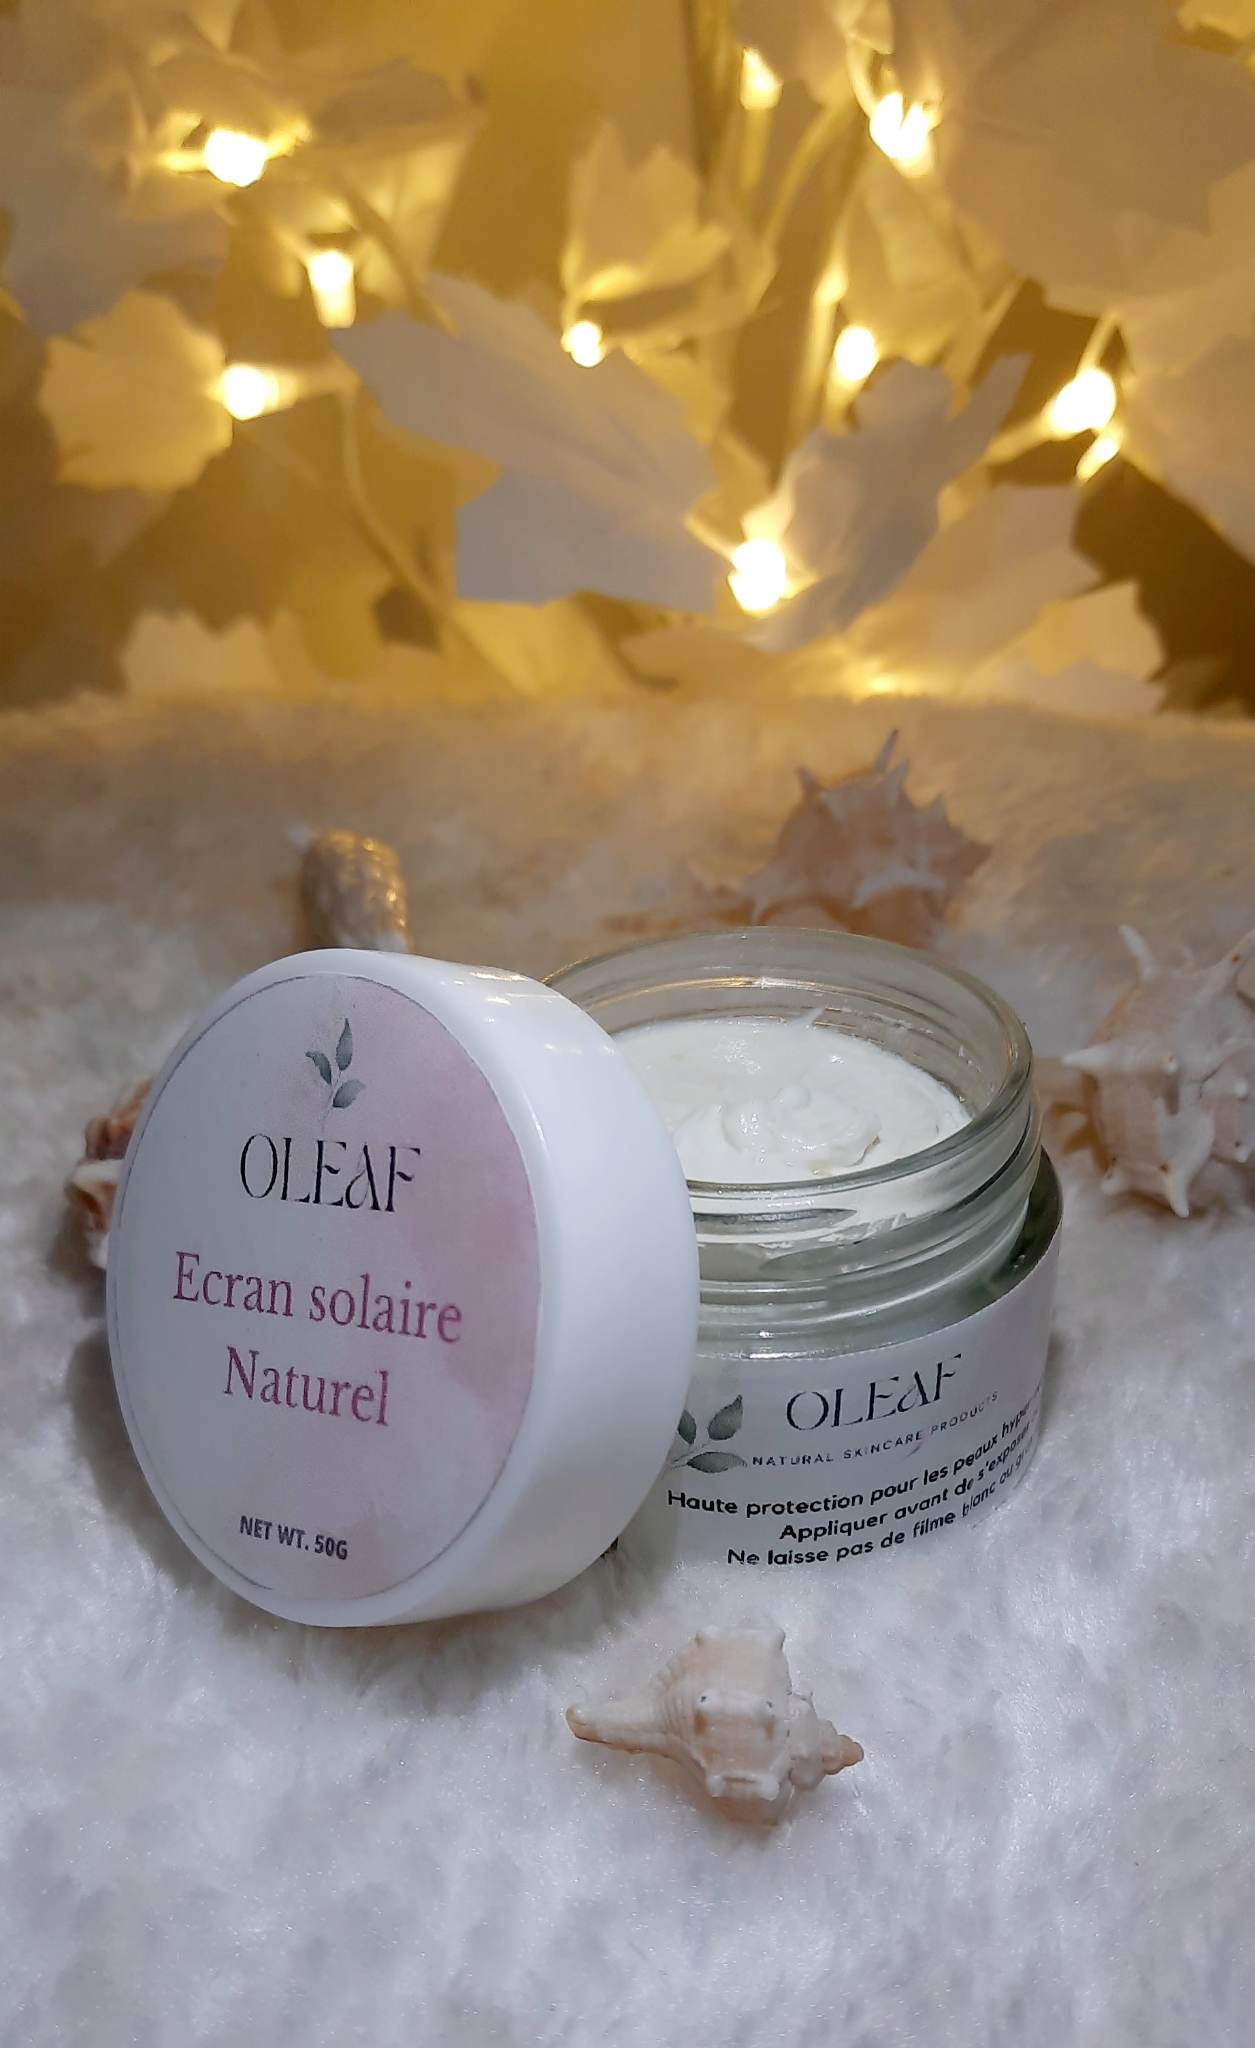 OLEAF
Ecran solaire
Naturel
NET WT. 50G
OLEAF
NATURAL SKINCARE PRODUCTS
Haute protection pour les peaux
Appliquer avant de
Ne laisse pas de filme blanc ou